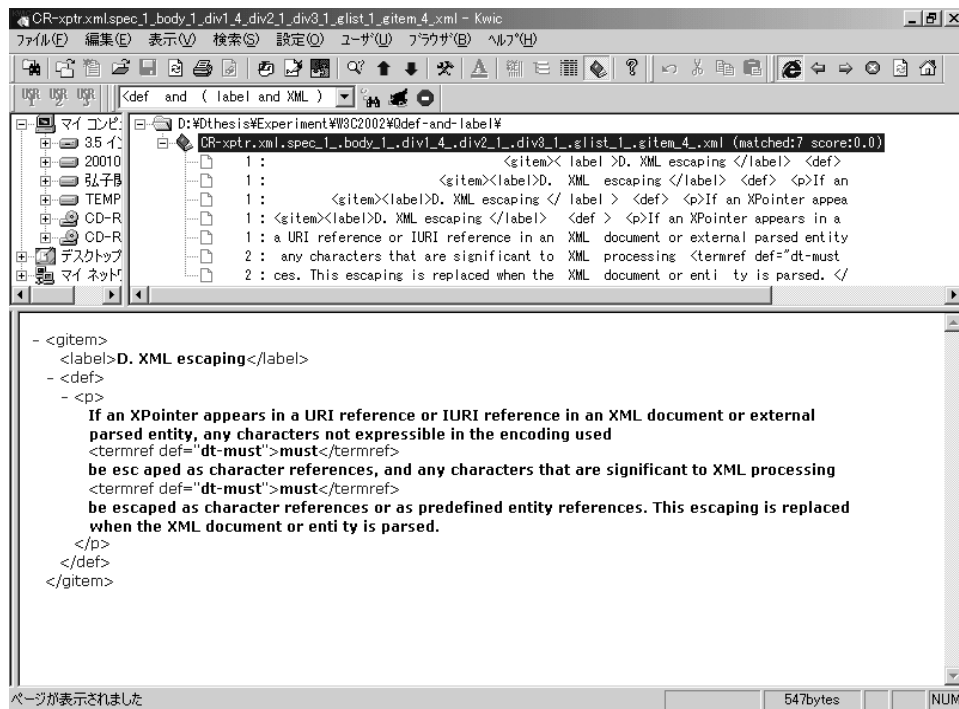 CR-xptr.xml.spec_1_body_1_div1_4_div2_1_div3_1_glist_1_gitem_4_.xml - Kwic
ファイル(F) 編集(E) 表示(V) 検索(S) 設定(O) ユーザ(U) ブラウザ(B) ヘルプ(H)
USR USR USR <def and ( label and XML )
マイ コンピ
3.5 イン
20010
TEMP
CD-R
CD-R
デスクトップ
マイ ネットワ
D:¥Dthesis¥Experiment¥W3C2002¥Qdef-and-label¥
CR-xptr.xml.spec_1_.body_1_.div1_4_.div2_1_.div3_1_.glist_1_.gitem_4_.xml (matched:7 score:0.0)
1 : <gitem>< label >D. XML escaping </label> <def>
1 : <gitem><label>D. XML escaping </label> <def> <p>If an
1 : <gitem><label>D. XML escaping </ label > <def> <p>If an XPointer appea
1 : <gitem><label>D. XML escaping </label> <def > <p>If an XPointer appears in a
1 : a URI reference or IURI reference in an XML document or external parsed entity
2 : any characters that are significant to XML processing <termref def="dt-must
2 : ces. This escaping is replaced when the XML document or enti ty is parsed. </
- <gitem>
<label>D. XML escaping</label>
- <def>
- <p>
If an XPointer appears in a URI reference or IURI reference in an XML document or external
parsed entity, any characters not expressible in the encoding used
<termref def="dt-must">must</termref>
be esc aped as character references, and any characters that are significant to XML processing
<termref def="dt-must">must</termref>
be escaped as character references or as predefined entity references. This escaping is replaced
when the XML document or enti ty is parsed.
</p>
</def>
</gitem>
ページが表示されました
547bytes
NUM